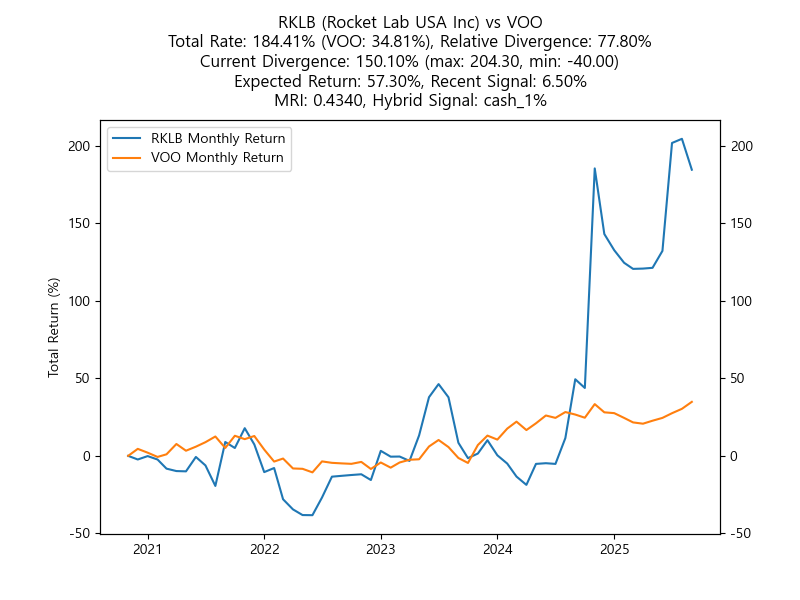 RKLB (Rocket Lab USA Inc) vs VOO
Total Rate: 184.41% (VOO: 34.81%), Relative Divergence: 77.80%
Current Divergence: 150.10% (max: 204.30, min: -40.00)
Expected Return: 57.30%, Recent Signal: 6.50%
MRI: 0.4340, Hybrid Signal: cash_1%
RKLB Monthly Return
VOO Monthly Return
Total Return (%)
200
150
100
50
0
-50
200
150
100
50
0
-50
2021
2022
2023
2024
2025